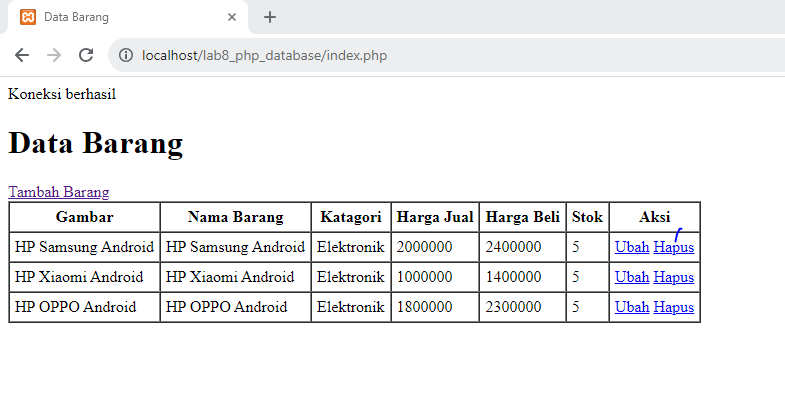 Data Barang
localhost/lab8_php_database/index.php
Koneksi berhasil
Data Barang
Tambah Barang
Gambar Nama Barang Katagori Harga Jual Harga Beli Stok Aksi
HP Samsung Android HP Samsung Android Elektronik 2000000 2400000 5 Ubah Hapus
HP Xiaomi Android HP Xiaomi Android Elektronik 1000000 1400000 5 Ubah Hapus
HP OPPO Android HP OPPO Android Elektronik 1800000 2300000 5 Ubah Hapus